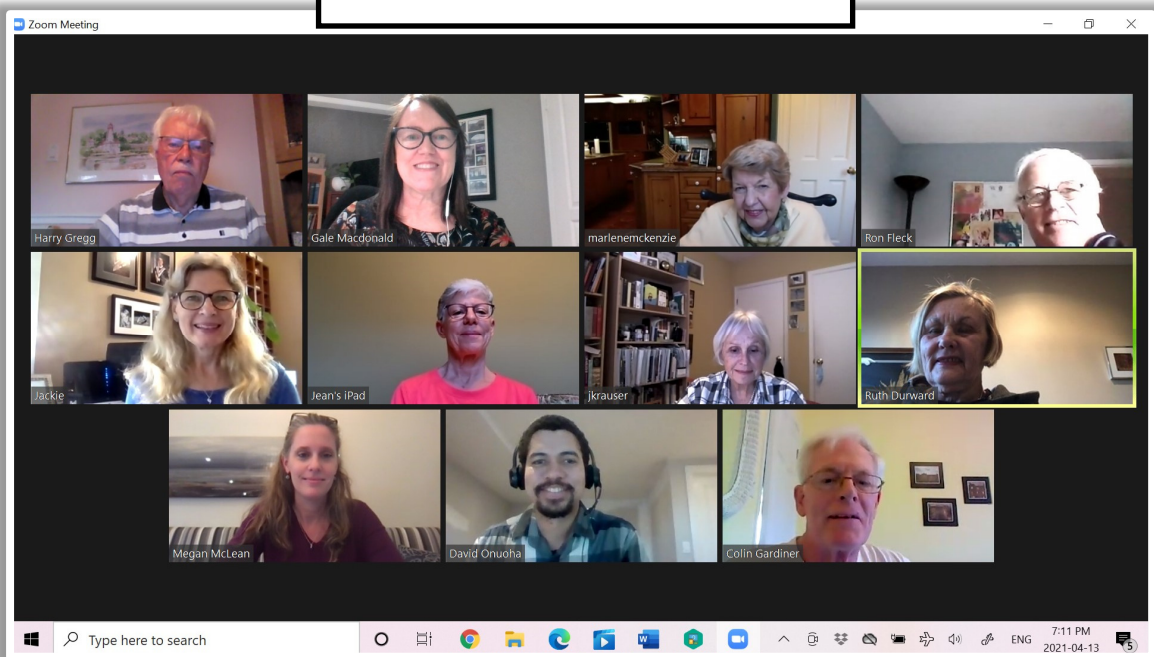 Zoom Meeting
Harry Gregg
Gale Macdonald
marlenemckenzie
Ron Fleck
Jackie
Jean's iPad
jkrauser
Ruth Durward
Megan McLean
David Onuoha
Colin Gardiner
Type here to search
W
ENG
7:11 PM
2021-04-13
5